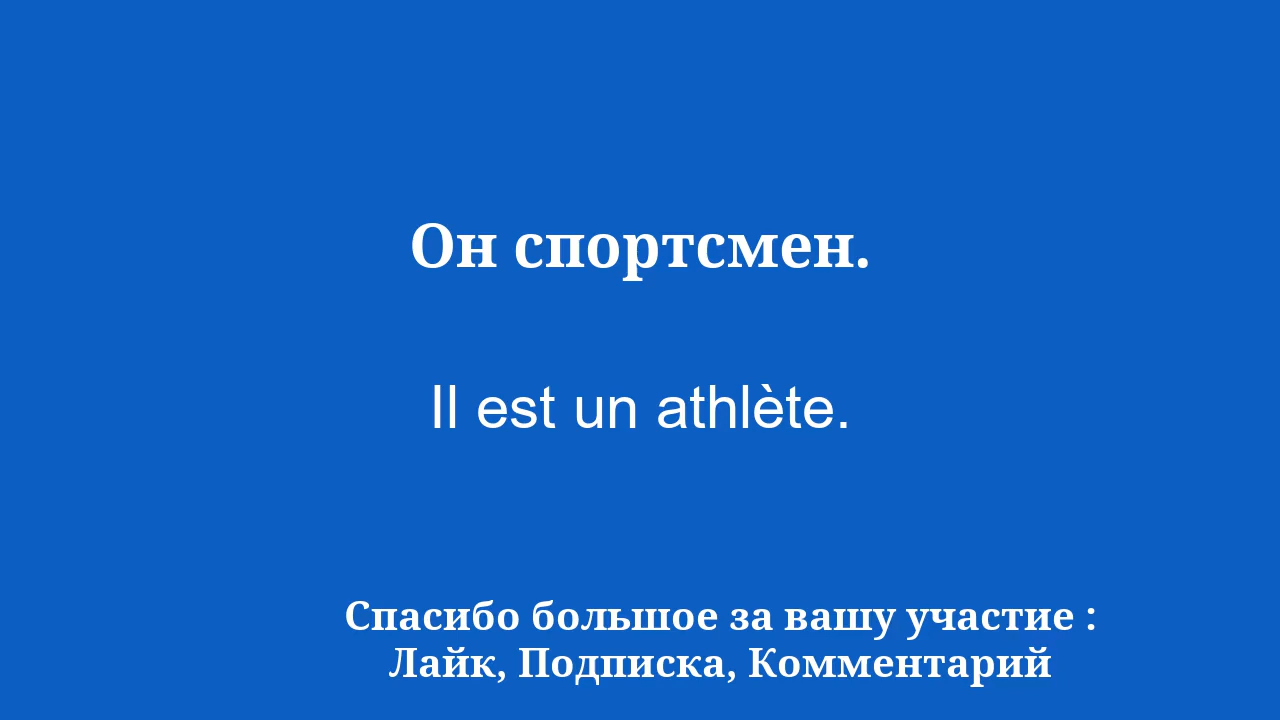 Он спортсмен.
Il est un athlète.
Спасибо большое за вашу участие :
Лайк, Подписка, Комментарий